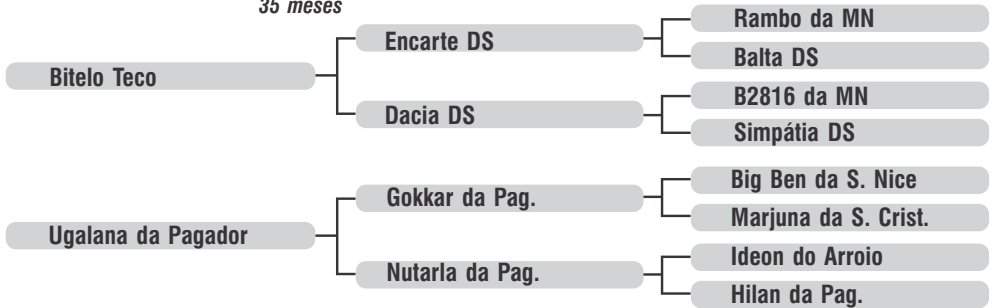 35 meses
Rambo da MN
Encarte DS
Balta DS
Bitelo Teco
B2816 da MN
Dacia DS
Simpátia DS
Big Ben da S. Nice
Gokkar da Pag.
Marjuna da S. Crist.
Ugalana da Pagador
Ideon do Arroio
Nutarla da Pag.
Hilan da Pag.